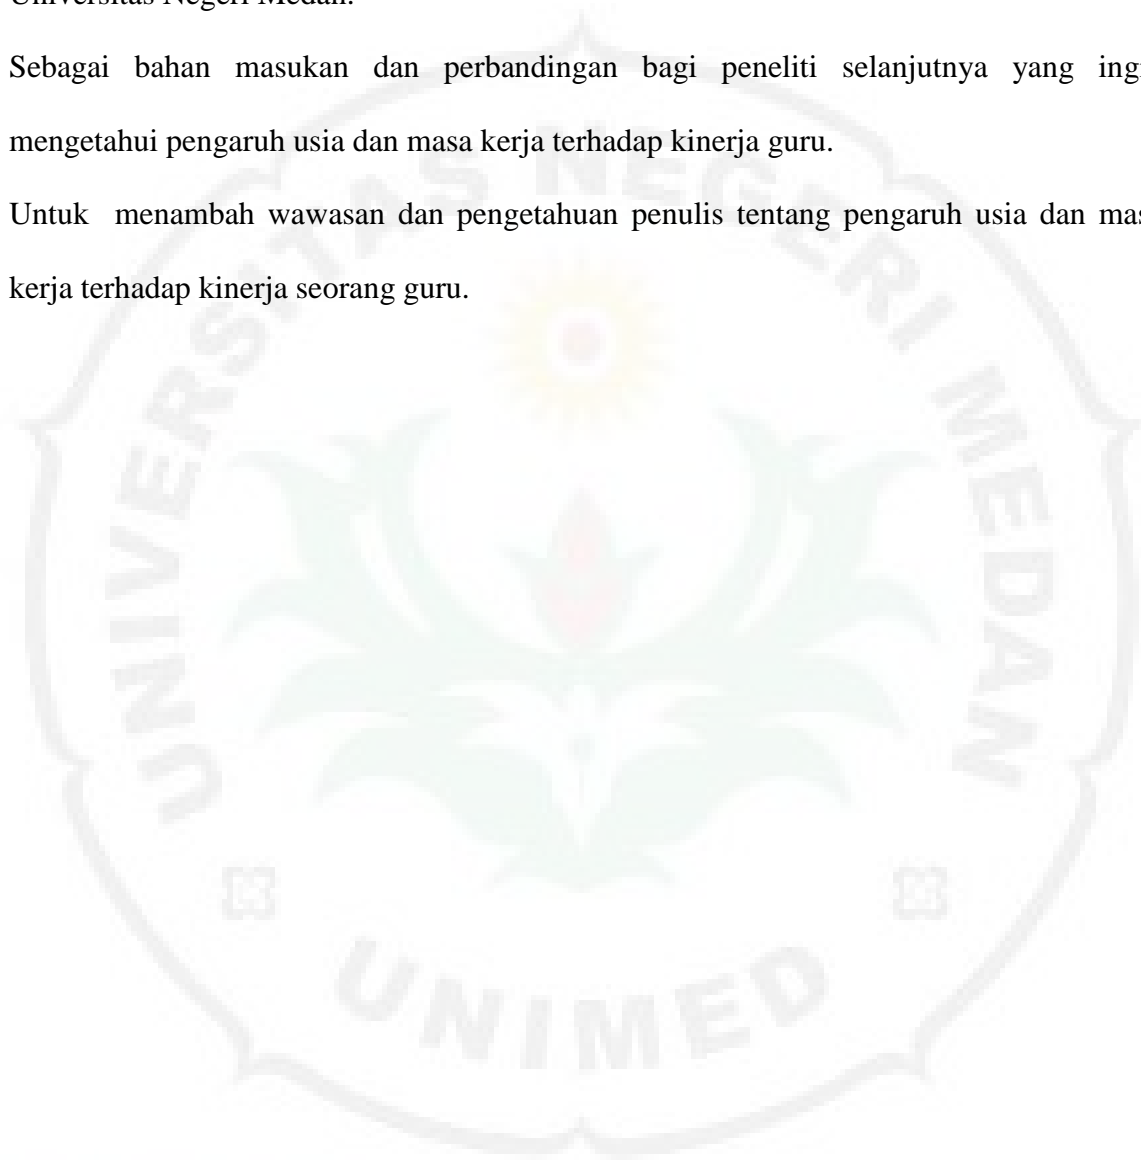 Universitas Negeri Medan.
Sebagai bahan masukan dan perbandingan bagi peneliti selanjutnya yang
mengetahui pengaruh usia dan masa kerja terhadap kinerja guru.
Untuk menambah wawasan dan pengetahuan penulis tentang pengaruh usia dan
kerja terhadap kinerja seorang guru.
UNIVERSITAS NEGERI MEDAN
UNIMED